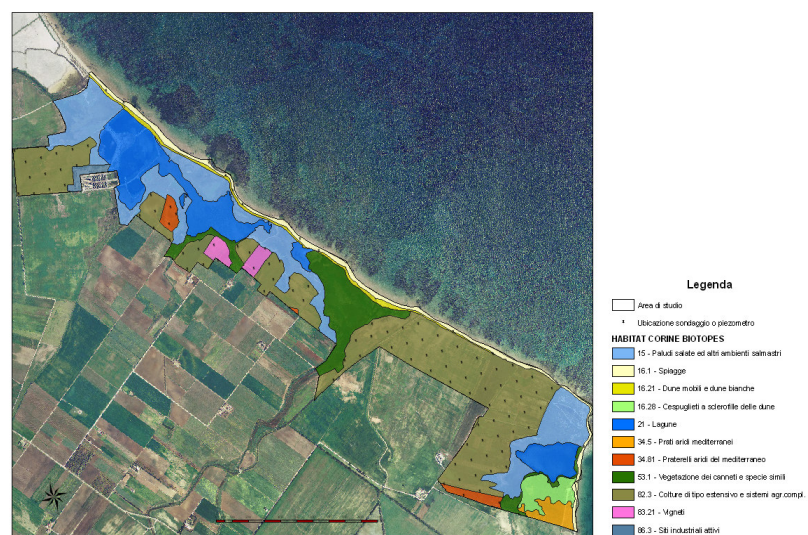 Legenda
Area di studio
Ubicazione sondaggio o piezometro
HABITAT CORINE BIOTOPES
15 - Paludi salate ed altri ambienti salmastri
16.1 - Spiagge
16.21 - Dune mobili e dune bianche
16.28 - Cespuglieti a sclerofille delle dune
21 - Lagune
34.5 - Prati aridi mediterranei
34.81 - Praterelli aridi del mediterraneo
53.1 - Vegetazione dei canneti e specie simili
82.3 - Colture di tipo estensivo e sistemi agr.compl.
83.21 - Vigneti
86.3 - Siti industriali attivi